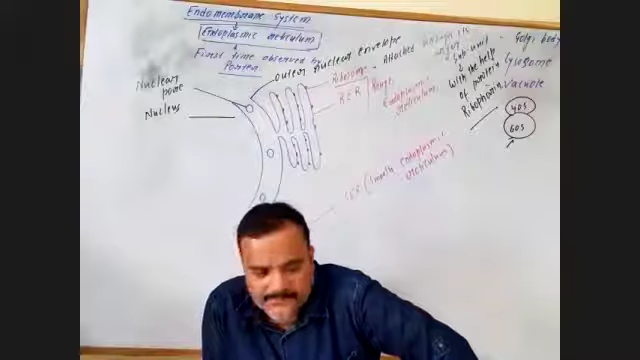 Endomembrane System
Endoplasmic reticulum
First time observed by
Porter
outer nuclear envelope
Nuclear
pore
Nucleus
Ribosome - Attached
RER
Rough
Endoplasmic
reticulum
sub-unit
with the help
of protein
Ribophorin
Golgi body
Lysosome
Vacuole
40S
60S
SER (Smooth endoplasmic
reticulum)